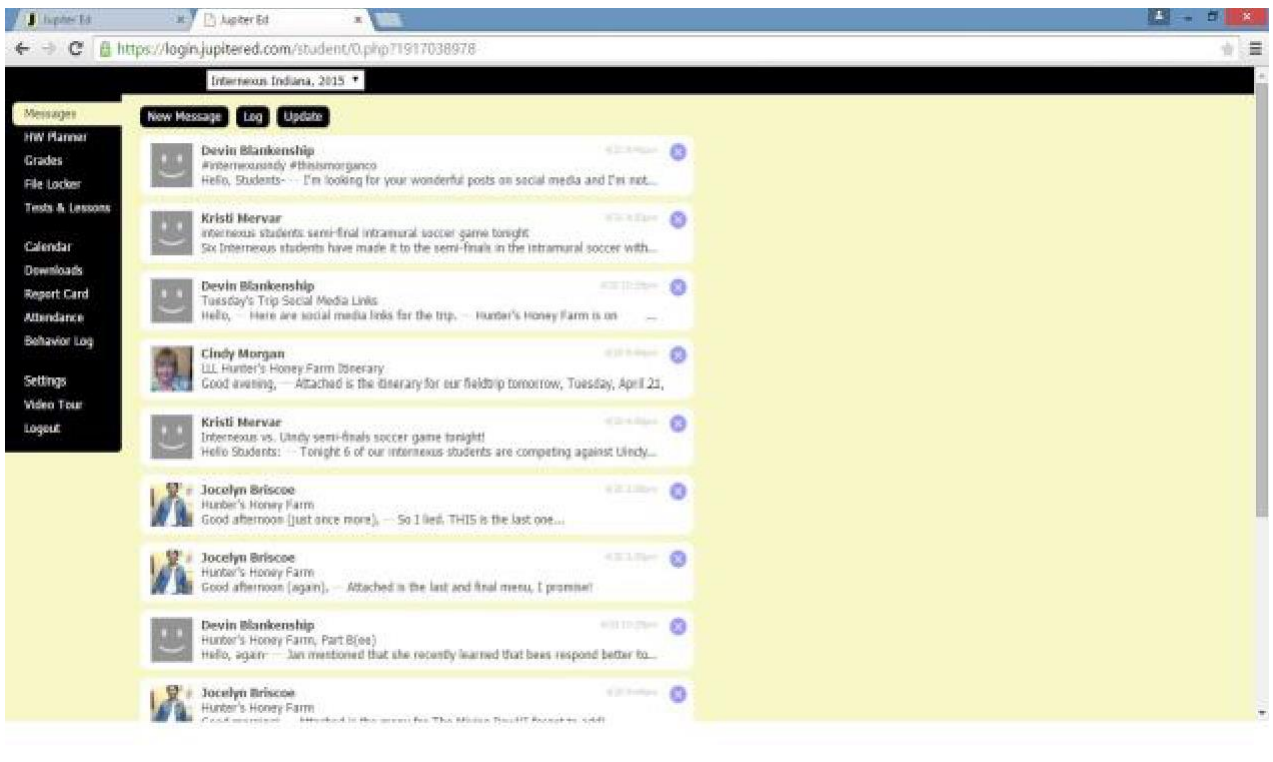 Jupiter Ed
Jupiter Ed
https://login.jupitered.com/student/0.php?1917038978
Internexus Indiana, 2015
Messages
HW Planner
Grades
File Locker
Tests & Lessons
Calendar
Downloads
Report Card
Attendance
Behavior Log
Settings
Video Tour
Logout
New Message Log Update
Devin Blankenship
#internexusindy #thisismorganco
Hello, Students- -- I'm looking for your wonderful posts on social media and I'm not...
Kristi Mervar
internexus students semi-final intramural soccer game tonight
Six Internexus students have made it to the semi-finals in the intramural soccer with...
Devin Blankenship
Tuesday's Trip Social Media Links
Hello, -- Here are social media links for the trip. -- Hunter's Honey Farm is on ...
Cindy Morgan
LLL Hunter's Honey Farm Itinerary
Good evening, -- Attached is the itinerary for our fieldtrip tomorrow, Tuesday, April 21,
Kristi Mervar
Internexus vs. UIndy semi-finals soccer game tonight!
Hello Students: -- Tonight 6 of our internexus students are competing against UIndy...
Jocelyn Briscoe
Hunter's Honey Farm
Good afternoon (just once more), -- So I lied. THIS is the last one...
Jocelyn Briscoe
Hunter's Honey Farm
Good afternoon (again), -- Attached is the last and final menu, I promise!
Devin Blankenship
Hunter's Honey Farm, Part B(ee)
Hello, again- -- Jan mentioned that she recently learned that bees respond better to...
Jocelyn Briscoe
Hunter's Honey Farm